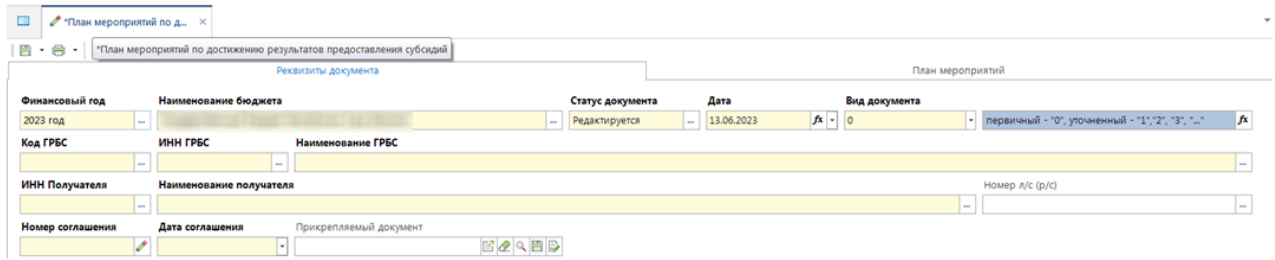 *План мероприятий по д...
*План мероприятий по достижению результатов предоставления субсидий
Реквизиты документа План мероприятий
Финансовый год Наименование бюджета Статус документа Дата Вид документа
2023 год ... ... Редактируется ... 13.06.2023 fx 0 первичный - "0", уточненный - "1","2", "3", "..." fx
Код ГРБС ИНН ГРБС Наименование ГРБС
... ... ...
ИНН Получателя Наименование получателя Номер л/с (р/с)
... ... ...
Номер соглашения Дата соглашения Прикрепляемый документ